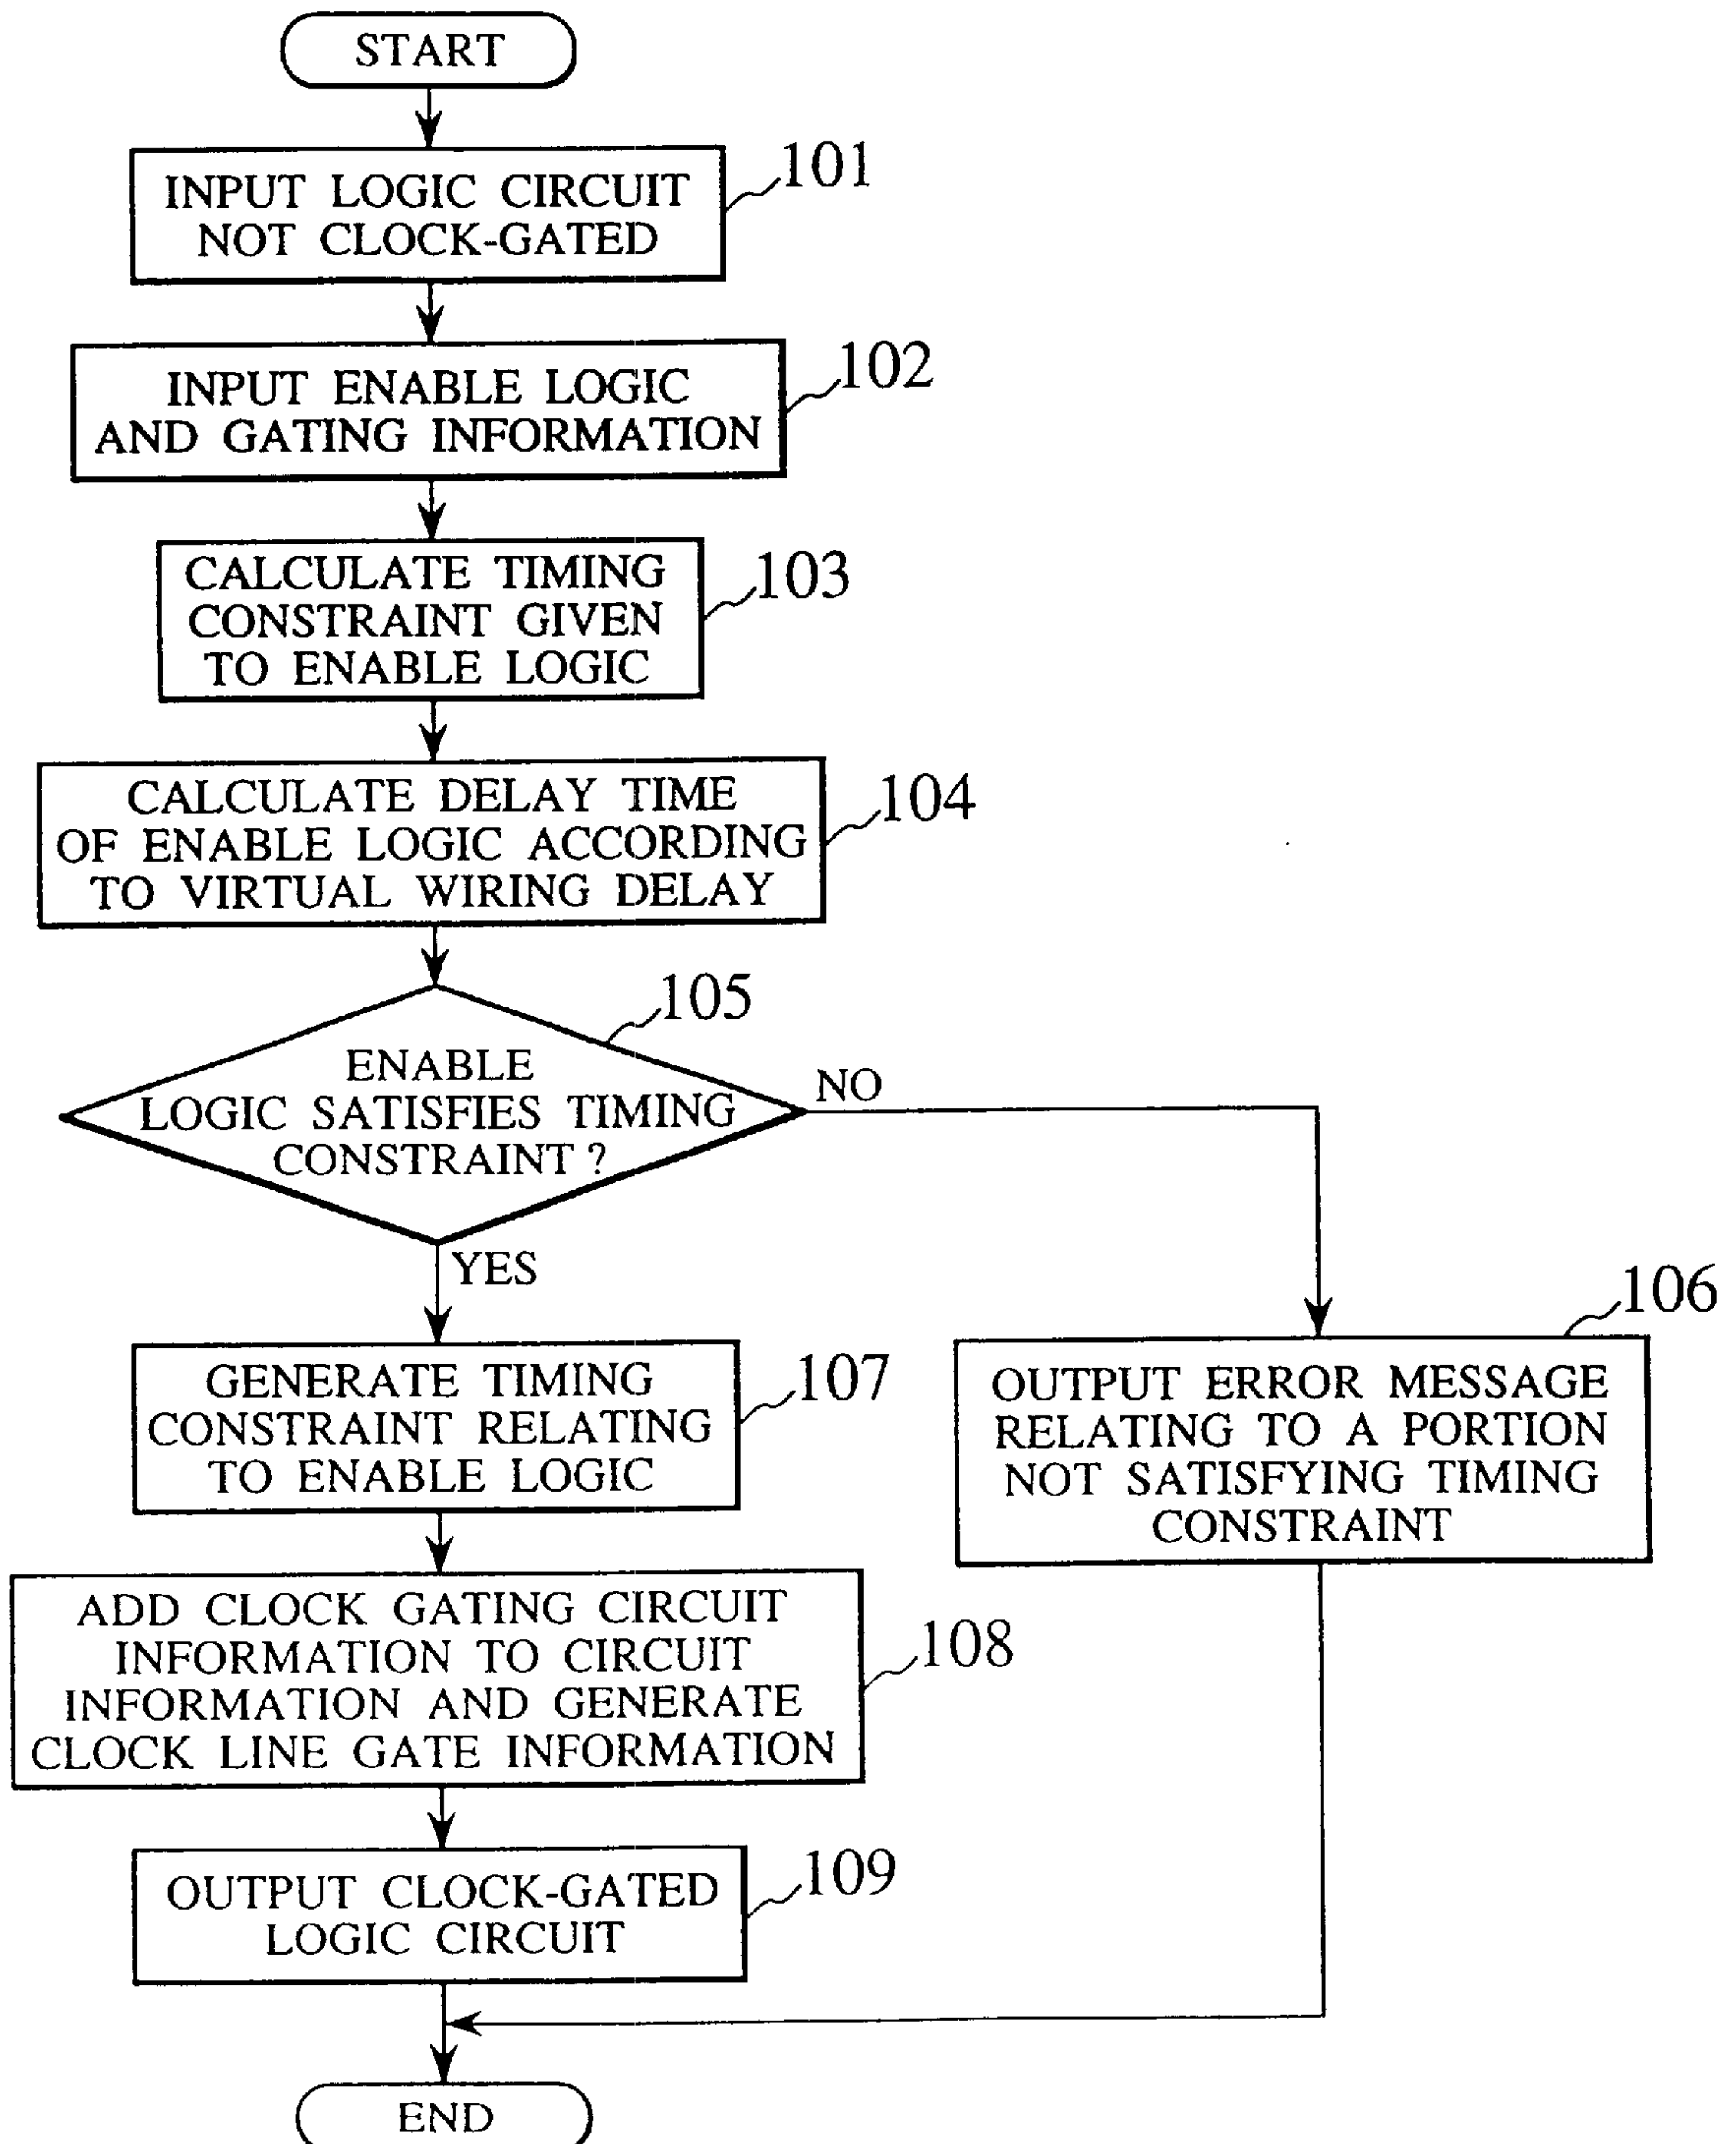 START
INPUT LOGIC CIRCUIT
NOT CLOCK-GATED
101
INPUT ENABLE LOGIC
AND GATING INFORMATION
102
CALCULATE TIMING
CONSTRAINT GIVEN
TO ENABLE LOGIC
103
CALCULATE DELAY TIME
OF ENABLE LOGIC ACCORDING
TO VIRTUAL WIRING DELAY
104
105
ENABLE
LOGIC SATISFIES TIMING
CONSTRAINT ?
NO
YES
106
OUTPUT ERROR MESSAGE
RELATING TO A PORTION
NOT SATISFYING TIMING
CONSTRAINT
GENERATE TIMING
CONSTRAINT RELATING
TO ENABLE LOGIC
107
ADD CLOCK GATING CIRCUIT
INFORMATION TO CIRCUIT
INFORMATION AND GENERATE
CLOCK LINE GATE INFORMATION
108
OUTPUT CLOCK-GATED
LOGIC CIRCUIT
109
END